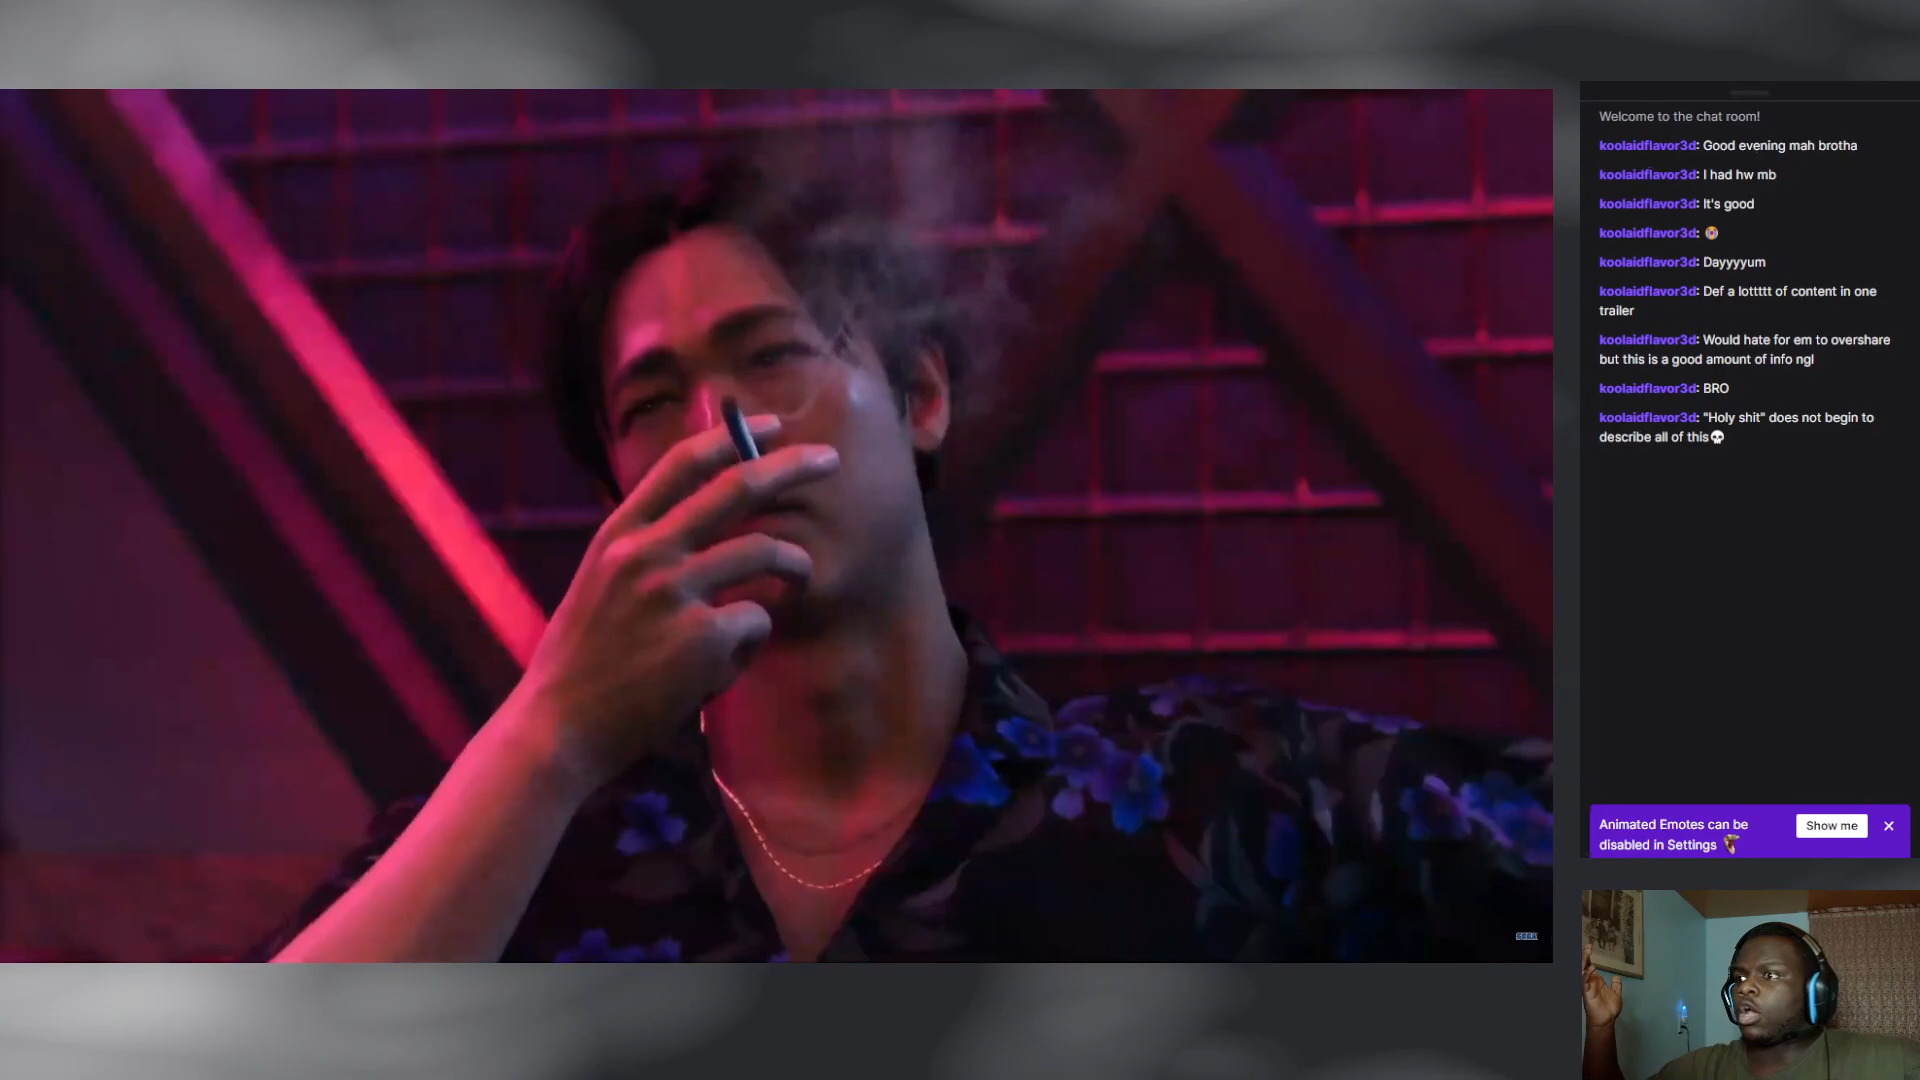 Welcome to the chat room!
koolaidflavor3d: Good evening mah brotha
koolaidflavor3d: I had hw mb
koolaidflavor3d: It's good
koolaidflavor3d:
koolaidflavor3d: Dayyyyum
koolaidflavor3d: Def a lottttt of content in one
trailer
koolaidflavor3d: Would hate for em to overshare
but this is a good amount of info ngl
koolaidflavor3d: BRO
koolaidflavor3d: "Holy shit" does not begin to
describe all of this💀
Animated Emotes can be
disabled in Settings
Show me
SEGA